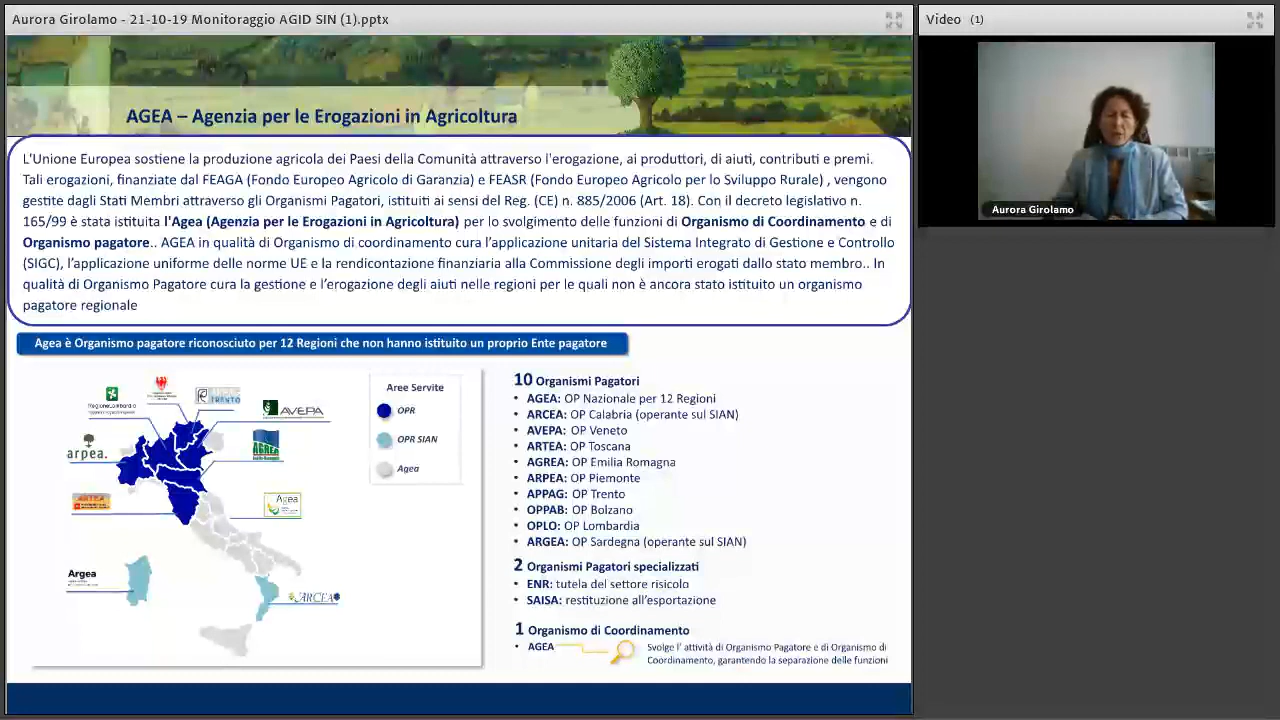 Aurora Girolamo - 21-10-19 Monitoraggio AGID SIN (1).pptx
Video (1)
Aurora Girolamo
AGEA – Agenzia per le Erogazioni in Agricoltura
L'Unione Europea sostiene la produzione agricola dei Paesi della Comunità attraverso l'erogazione, ai produttori, di aiuti, contributi e premi.
Tali erogazioni, finanziate dal FEAGA (Fondo Europeo Agricolo di Garanzia) e FEASR (Fondo Europeo Agricolo per lo Sviluppo Rurale) , vengono
gestite dagli Stati Membri attraverso gli Organismi Pagatori, istituiti ai sensi del Reg. (CE) n. 885/2006 (Art. 18). Con il decreto legislativo n.
165/99 è stata istituita l'Agea (Agenzia per le Erogazioni in Agricoltura) per lo svolgimento delle funzioni di Organismo di Coordinamento e di
Organismo pagatore.. AGEA in qualità di Organismo di coordinamento cura l'applicazione unitaria del Sistema Integrato di Gestione e Controllo
(SIGC), l'applicazione uniforme delle norme UE e la rendicontazione finanziaria alla Commissione degli importi erogati dallo stato membro.. In
qualità di Organismo Pagatore cura la gestione e l'erogazione degli aiuti nelle regioni per le quali non è ancora stato istituito un organismo
pagatore regionale
Agea è Organismo pagatore riconosciuto per 12 Regioni che non hanno istituito un proprio Ente pagatore
RegioneLombardia
TRENTO
AVEPA
arpea.
AGREA
ARTEA
Agea
Argea
ARCEA
Aree Servite
OPR
OPR SIAN
Agea
10 Organismi Pagatori
• AGEA: OP Nazionale per 12 Regioni
• ARCEA: OP Calabria (operante sul SIAN)
• AVEPA: OP Veneto
• ARTEA: OP Toscana
• AGREA: OP Emilia Romagna
• ARPEA: OP Piemonte
• APPAG: OP Trento
• OPPAB: OP Bolzano
• OPLO: OP Lombardia
• ARGEA: OP Sardegna (operante sul SIAN)
2 Organismi Pagatori specializzati
• ENR: tutela del settore risicolo
• SAISA: restituzione all'esportazione
1 Organismo di Coordinamento
• AGEA
Svolge l' attività di Organismo Pagatore e di Organismo di
Coordinamento, garantendo la separazione delle funzioni